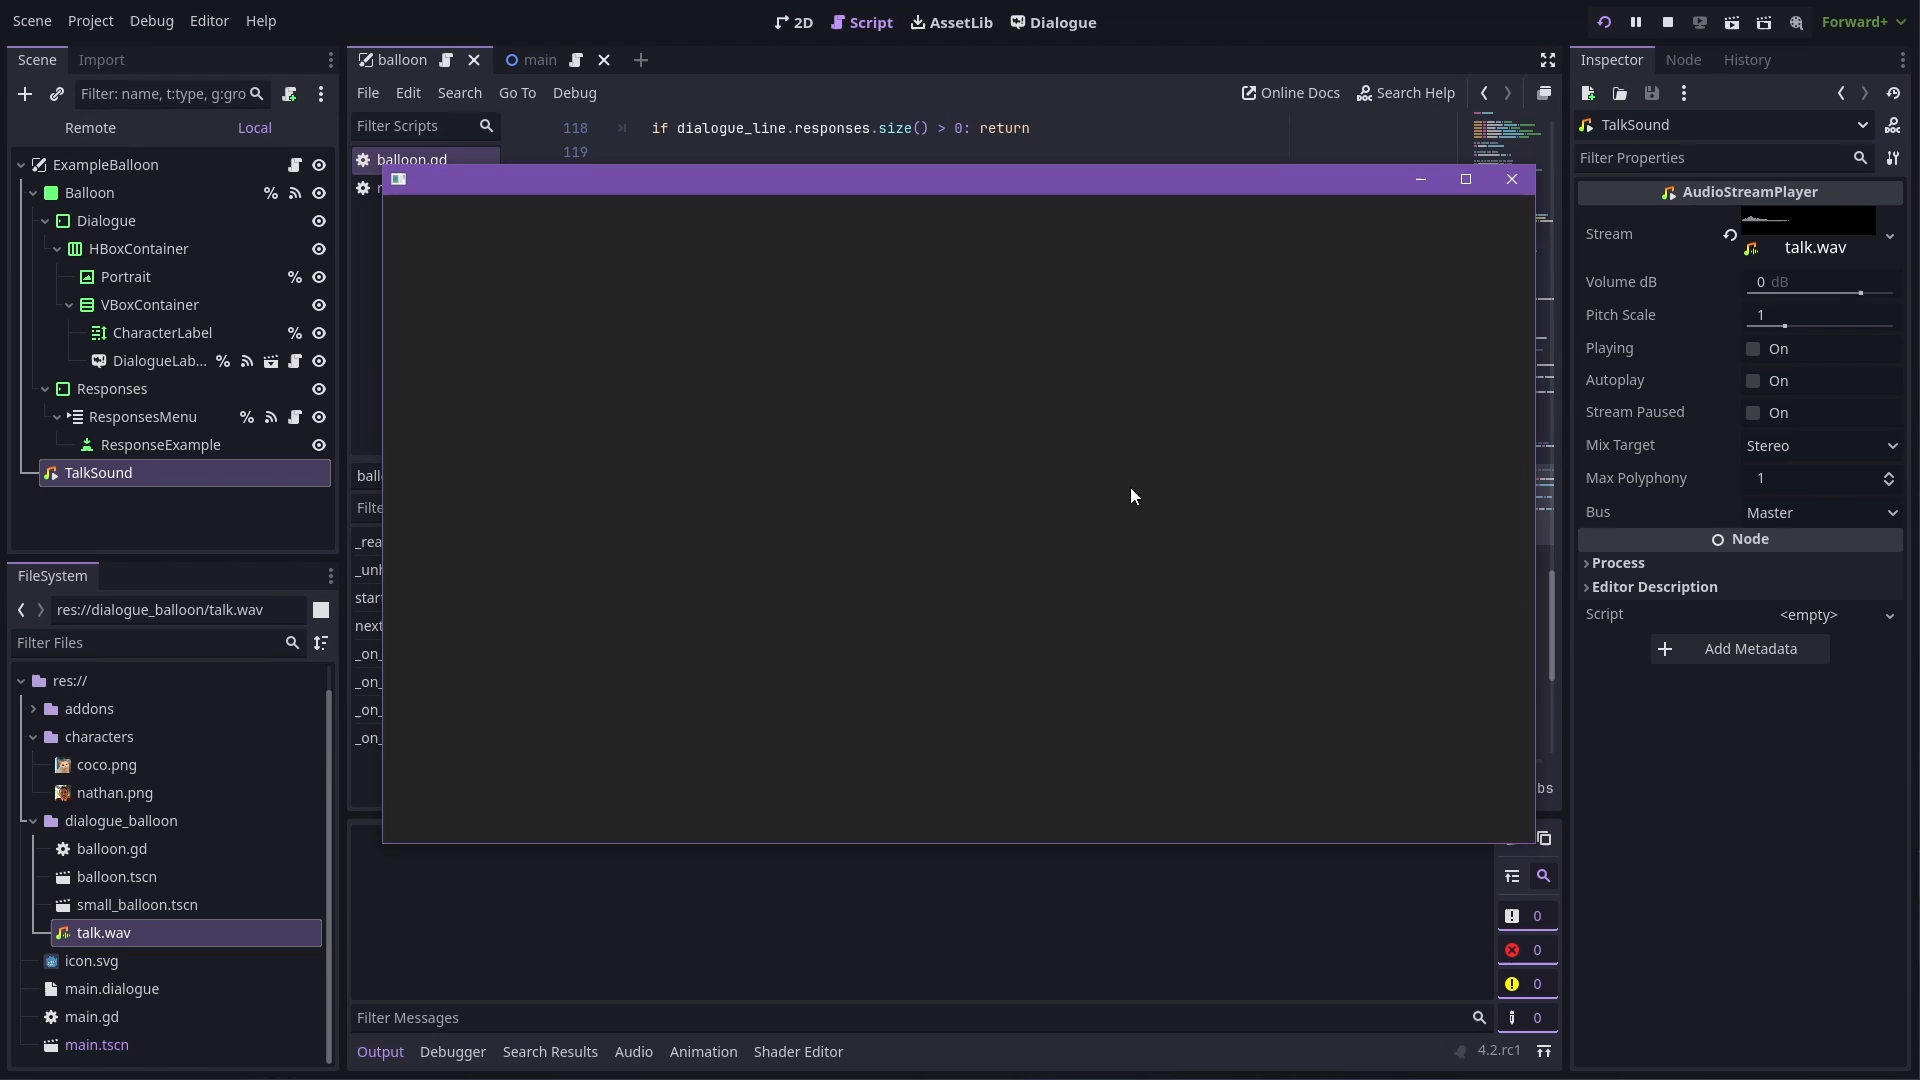 Scene Project Debug Editor Help
2D Script AssetLib Dialogue
Forward+
Scene Import
Filter: name, t:type, g:gro
Remote Local
ExampleBalloon
Balloon
Dialogue
HBoxContainer
Portrait
VBoxContainer
CharacterLabel
DialogueLab...
Responses
ResponsesMenu
ResponseExample
TalkSound
FileSystem
res://dialogue_balloon/talk.wav
Filter Files
res://
addons
characters
coco.png
nathan.png
dialogue_balloon
balloon.gd
balloon.tscn
small_balloon.tscn
talk.wav
icon.svg
main.dialogue
main.gd
main.tscn
balloon main
File Edit Search Go To Debug Online Docs Search Help
Filter Scripts
balloon.gd
118 if dialogue_line.responses.size() > 0: return
119
ball
Filte
_rea
_unh
start
next
_on_
_on_
_on_
_on_
bs
0
0
0
0
Filter Messages
Output Debugger Search Results Audio Animation Shader Editor 4.2.rc1
Inspector Node History
TalkSound
Filter Properties
AudioStreamPlayer
Stream talk.wav
Volume dB 0 dB
Pitch Scale 1
Playing On
Autoplay On
Stream Paused On
Mix Target Stereo
Max Polyphony 1
Bus Master
Node
Process
Editor Description
Script <empty>
Add Metadata